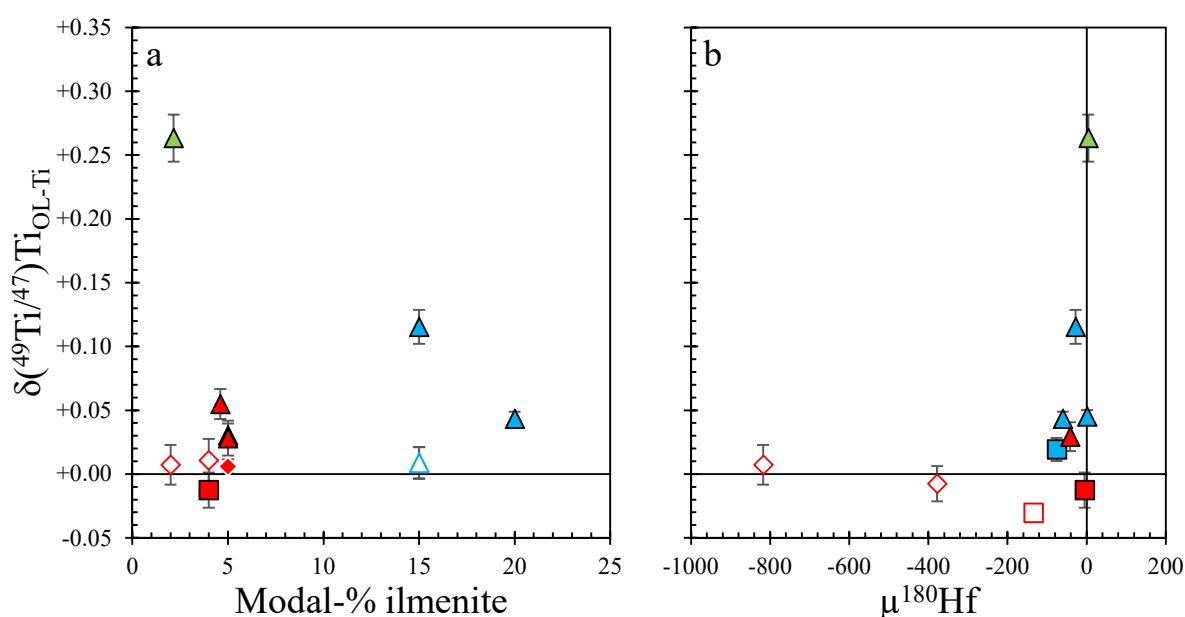 +0.35
+0.30
+0.25
+0.20
+0.15
+0.10
+0.05
+0.00
-0.05
δ(⁴⁹Ti/⁴⁷)Ti_OL-Ti
a
0 5 10 15 20 25
Modal-% ilmenite
b
-1000 -800 -600 -400 -200 0 200
μ¹⁸⁰Hf